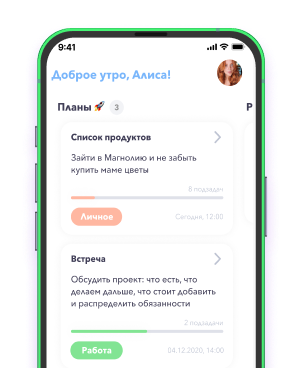 9:41
Доброе утро, Алиса!
Планы 🚀 3
Р
Список продуктов
Зайти в Магнолию и не забыть
купить маме цветы
8 подзадач
Личное
Сегодня, 12:00
Встреча
Обсудить проект: что есть, что
делаем дальше, что стоит добавить
и распределить обязанности
2 подзадачи
Работа
04.12.2020, 14:00